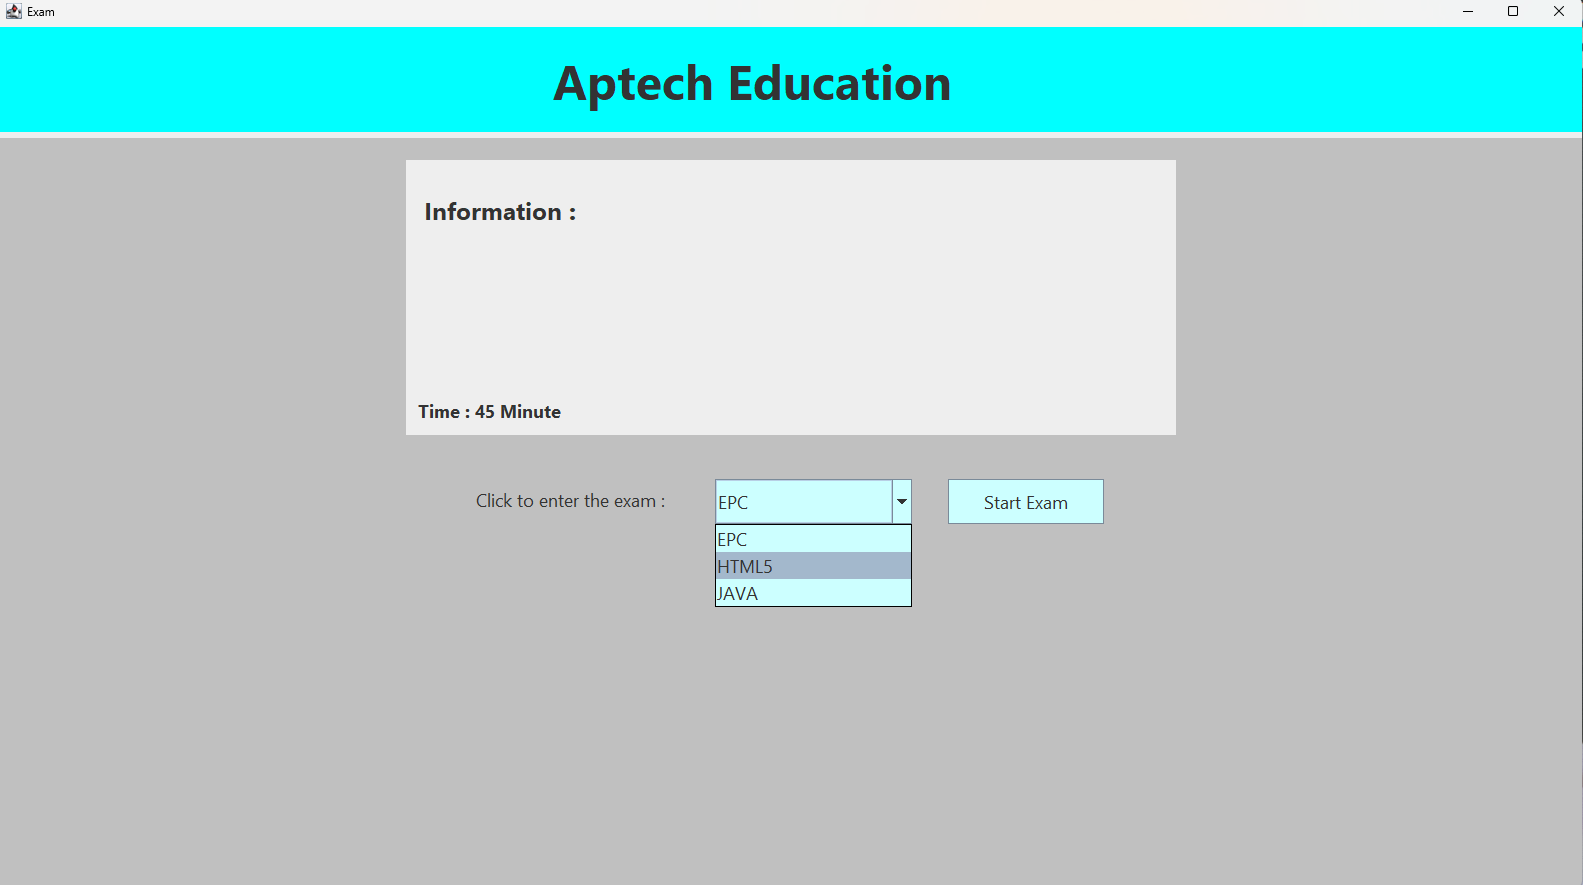 Exam
Aptech Education
Information :
Time : 45 Minute
Click to enter the exam :
EPC
Start Exam
EPC
HTML5
JAVA